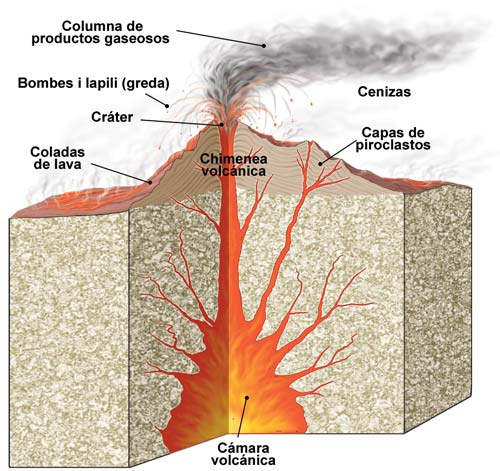 Columna de
productos gaseosos
Bombes i lapili (greda)
Cenizas
Cráter
Capas de
piroclastos
Coladas
de lava
Chimenea
volcánica
Cámara
volcánica